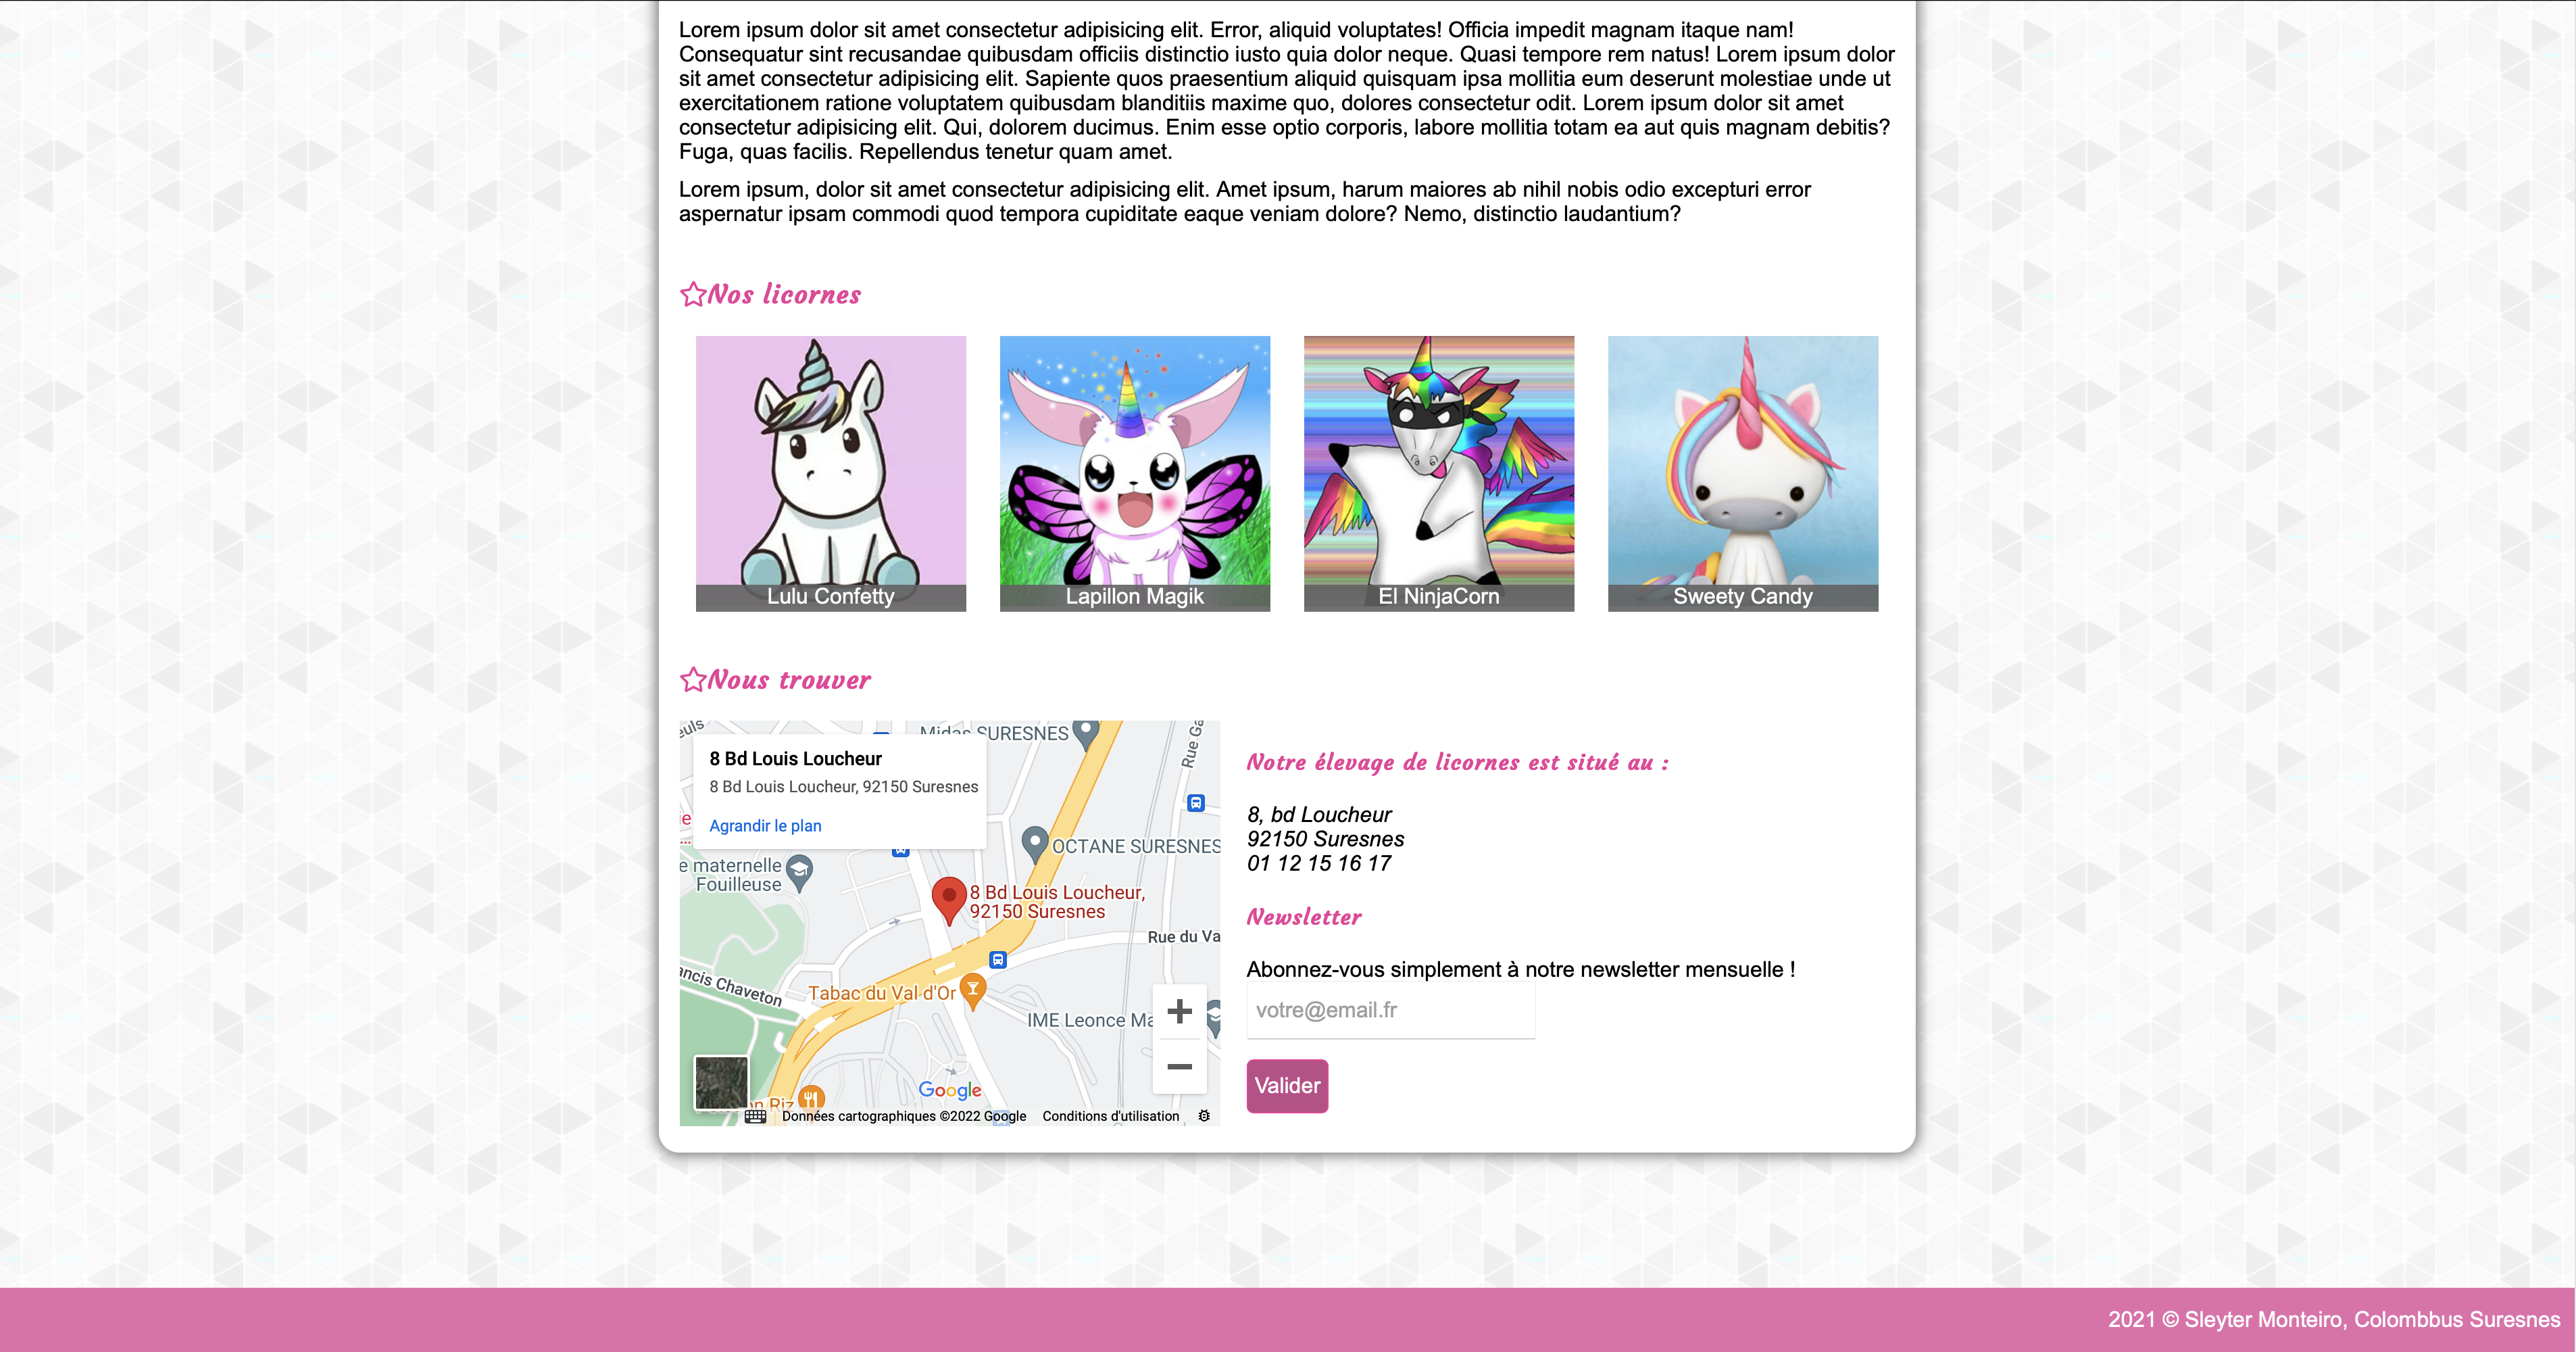 Lorem ipsum dolor sit amet consectetur adipisicing elit. Error, aliquid voluptates! Officia impedit magnam itaque nam!
Consequatur sint recusandae quibusdam officiis distinctio iusto quia dolor neque. Quasi tempore rem natus! Lorem ipsum dolor
sit amet consectetur adipisicing elit. Sapiente quos praesentium aliquid quisquam ipsa mollitia eum deserunt molestiae unde ut
exercitationem ratione voluptatem quibusdam blanditiis maxime quo, dolores consectetur odit. Lorem ipsum dolor sit amet
consectetur adipisicing elit. Qui, dolorem ducimus. Enim esse optio corporis, labore mollitia totam ea aut quis magnam debitis?
Fuga, quas facilis. Repellendus tenetur quam amet.
Lorem ipsum, dolor sit amet consectetur adipisicing elit. Amet ipsum, harum maiores ab nihil nobis odio excepturi error
aspernatur ipsam commodi quod tempora cupiditate eaque veniam dolore? Nemo, distinctio laudantium?
Nos licornes
Lulu Confetty
Lapillon Magik
El NinjaCorn
Sweety Candy
Nous trouver
Midas SURESNES
8 Bd Louis Loucheur
8 Bd Louis Loucheur, 92150 Suresnes
Agrandir le plan
OCTANE SURESNES
e maternelle
Fouilleuse
8 Bd Louis Loucheur,
92150 Suresnes
Rue du Va
ancis Chaveton
Tabac du Val d'Or
IME Leonce Ma
Riz
Google
Données cartographiques ©2022 Google
Conditions d'utilisation
Rue Ga
Notre élevage de licornes est situé au :
8, bd Loucheur
92150 Suresnes
01 12 15 16 17
Newsletter
Abonnez-vous simplement à notre newsletter mensuelle !
votre@email.fr
Valider
2021 © Sleyter Monteiro, Colombbus Suresnes